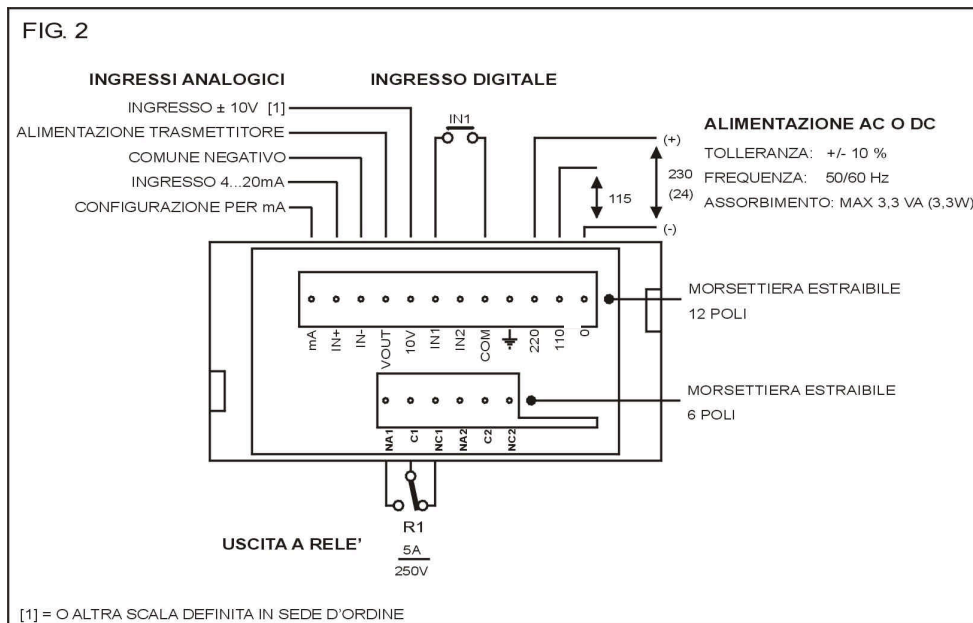 FIG. 2
INGRESSI ANALOGICI
INGRESSO ± 10V [1]
ALIMENTAZIONE TRASMETTITORE
COMUNE NEGATIVO
INGRESSO 4...20mA
CONFIGURAZIONE PER mA
INGRESSO DIGITALE
IN1
(+)
115
230
(24)
(-)
ALIMENTAZIONE AC O DC
TOLLERANZA: +/- 10 %
FREQUENZA: 50/60 Hz
ASSORBIMENTO: MAX 3,3 VA (3,3W)
mA
IN+
IN-
VOUT
10V
IN1
IN2
COM
220
110
0
MORSETTIERA ESTRAIBILE
12 POLI
MORSETTIERA ESTRAIBILE
6 POLI
NA1
C1
NC1
NA2
C2
NC2
USCITA A RELE’
R1
5A
250V
[1] = O ALTRA SCALA DEFINITA IN SEDE D’ORDINE